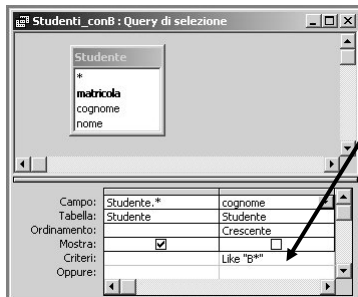 Studenti_conB : Query di selezione
Studente
*
matricola
cognome
nome
Campo: Studente.* cognome
Tabella: Studente Studente
Ordinamento: Crescente
Mostra:
Criteri: Like "B*"
Oppure: